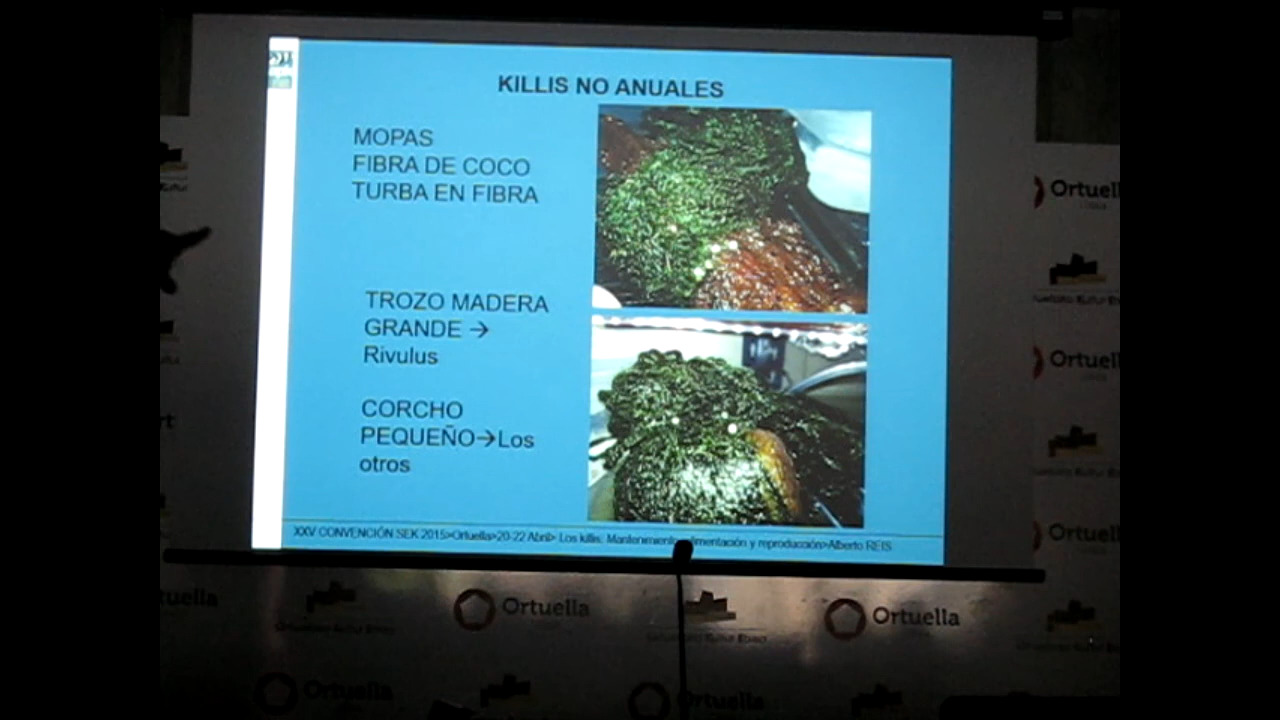 KILLIS NO ANUALES
MOPAS
FIBRA DE COCO
TURBA EN FIBRA
TROZO MADERA
GRANDE →
Rivulus
CORCHO
PEQUEÑO→Los
otros
XXV CONVENCIÓN SEK 2015>Ortuella>20-22 Abril> Los killis: Mantenimiento, alimentación y reproducción>Alberto REIS
Ortuella
Ortuella
Ortuella
Ortuella
Ortuella
Ortuella
Ortuella
Ortuella